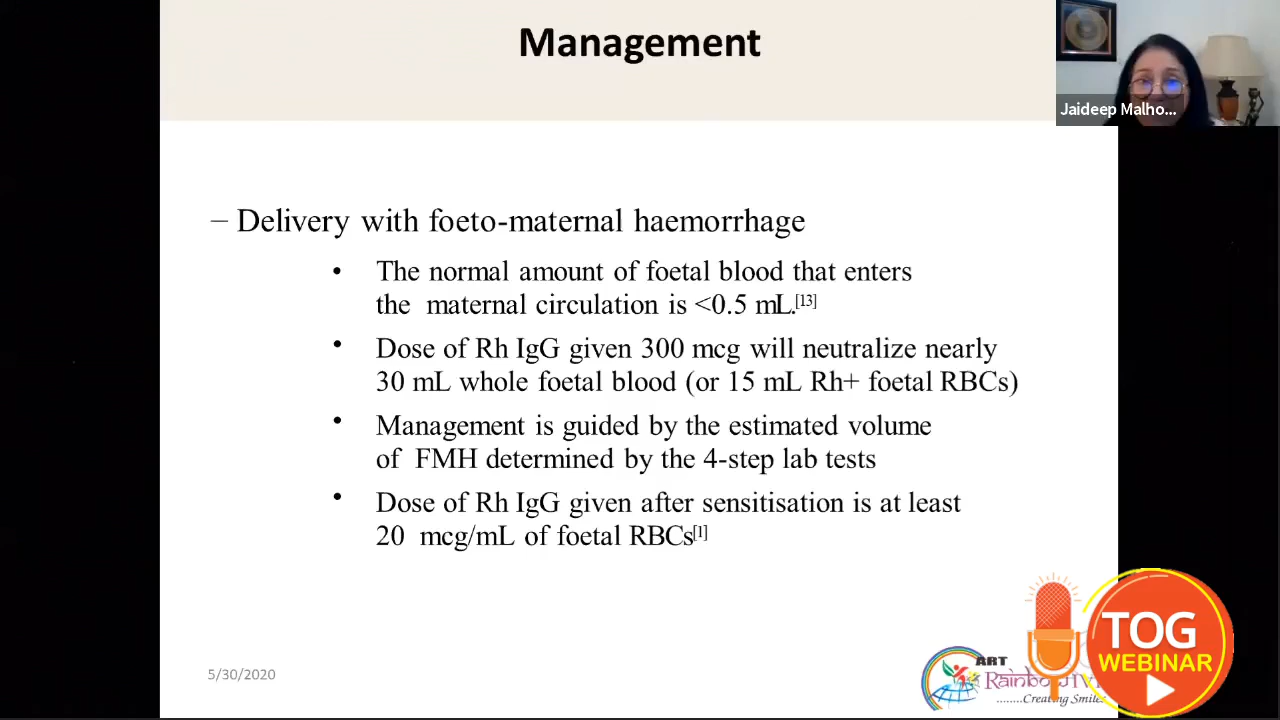 Management
Jaideep Malho...
– Delivery with foeto-maternal haemorrhage
• The normal amount of foetal blood that enters
the maternal circulation is <0.5 mL.[13]
• Dose of Rh IgG given 300 mcg will neutralize nearly
30 mL whole foetal blood (or 15 mL Rh+ foetal RBCs)
• Management is guided by the estimated volume
of FMH determined by the 4-step lab tests
• Dose of Rh IgG given after sensitisation is at least
20 mcg/mL of foetal RBCs[1]
5/30/2020
ART
Rainbow IV
........Creating Smiles
TOG
WEBINAR